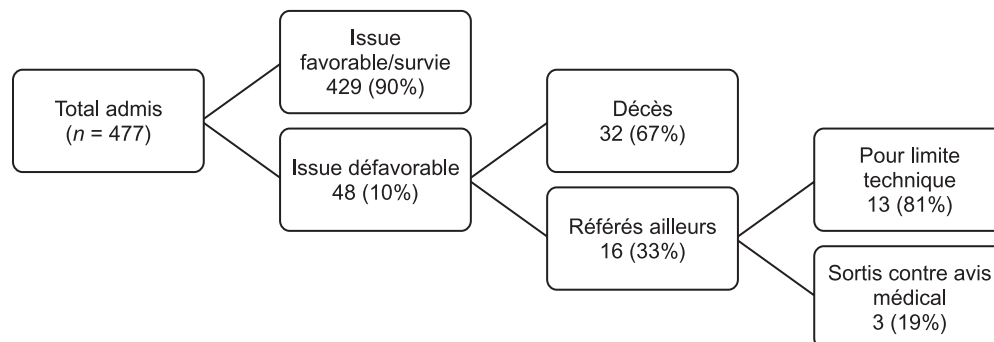 Total admis
(n = 477)
Issue
favorable/survie
429 (90%)
Issue défavorable
48 (10%)
Décès
32 (67%)
Référés ailleurs
16 (33%)
Pour limite
technique
13 (81%)
Sortis contre avis
médical
3 (19%)